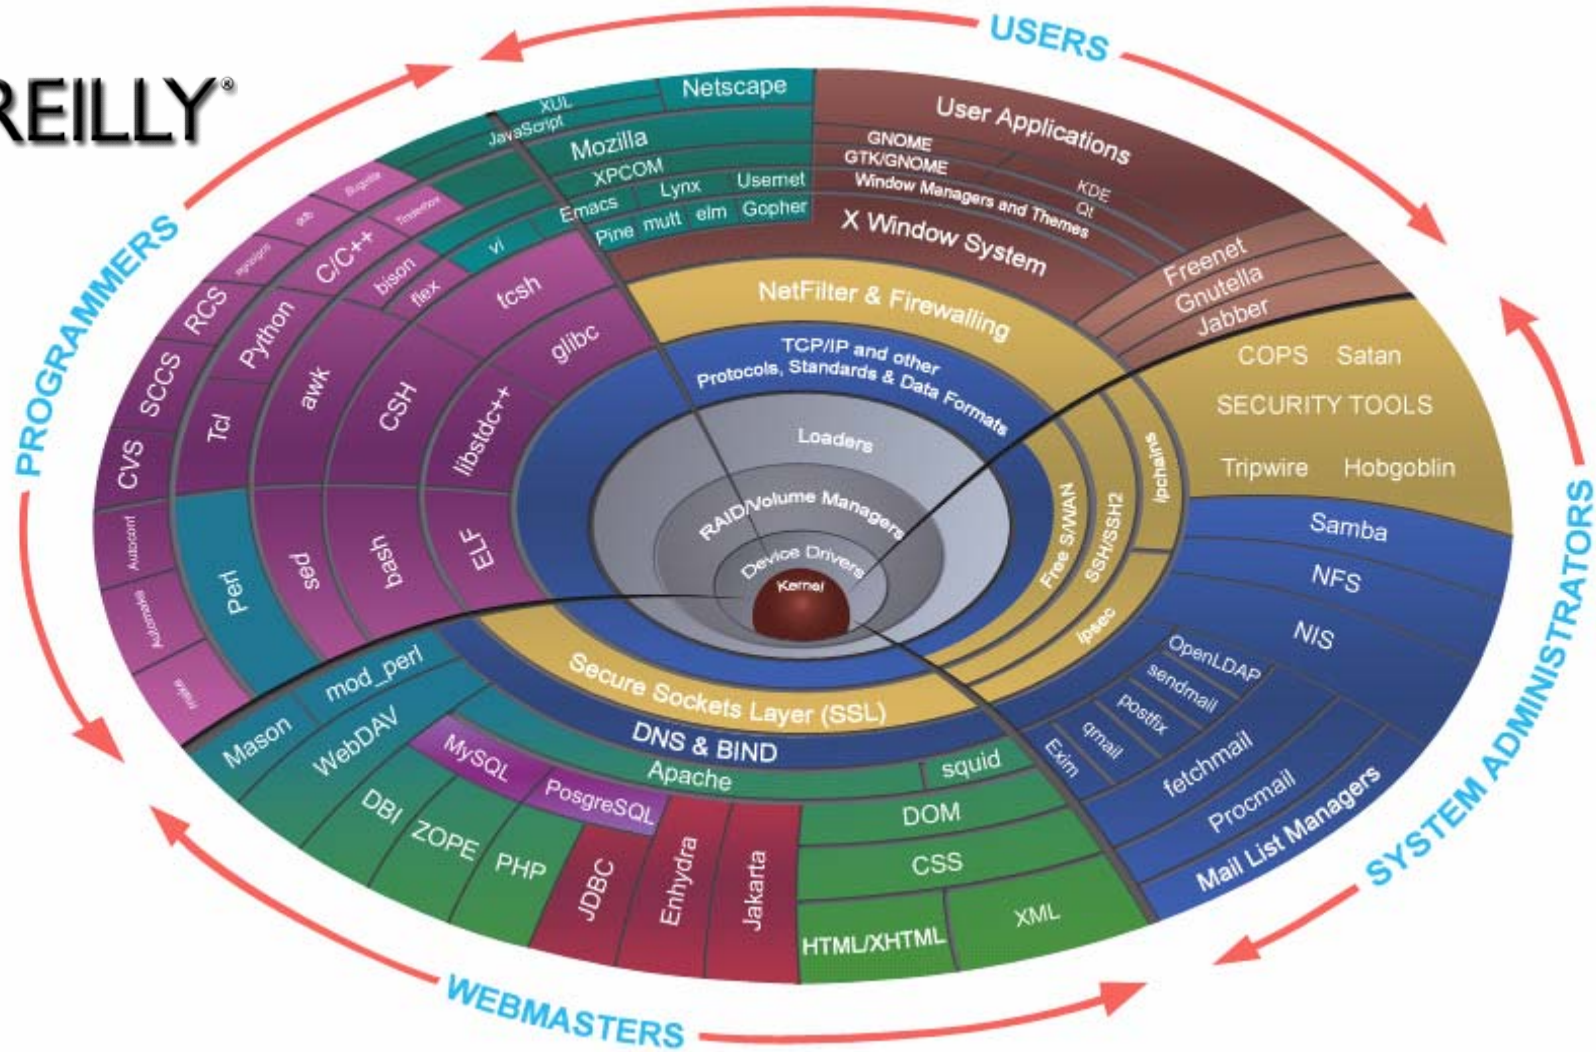 REILLY®
USERS
PROGRAMMERS
SYSTEM ADMINISTRATORS
WEBMASTERS
XUL
Netscape
JavaScript
Mozilla
XPCOM
Emacs
Lynx
Usernet
vi
Pine
mutt
elm
Gopher
User Applications
GNOME
KDE
GTK/GNOME
Qt
Window Managers and Themes
X Window System
Freenet
Gnutella
Jabber
NetFilter & Firewalling
TCP/IP and other
Protocols, Standards & Data Formats
Loaders
RAID/Volume Managers
Device Drivers
Kernel
COPS
Satan
SECURITY TOOLS
Tripwire
Hobgoblin
ipchains
SSH/SSH2
Free S/WAN
ipsec
Samba
NFS
NIS
OpenLDAP
sendmail
postfix
qmail
Exim
fetchmail
Procmail
Mail List Managers
Bugzilla
gdb
Tinderbox
C/C++
bison
flex
tcsh
glibc
RCS
Python
SCCS
Tcl
awk
CSH
libstdc++
CVS
Autoconf
Perl
sed
bash
ELF
Automake
make
Secure Sockets Layer (SSL)
DNS & BIND
Apache
squid
mod_perl
Mason
WebDAV
MySQL
PosgreSQL
DBI
ZOPE
PHP
JDBC
Enhydra
Jakarta
DOM
CSS
HTML/XHTML
XML